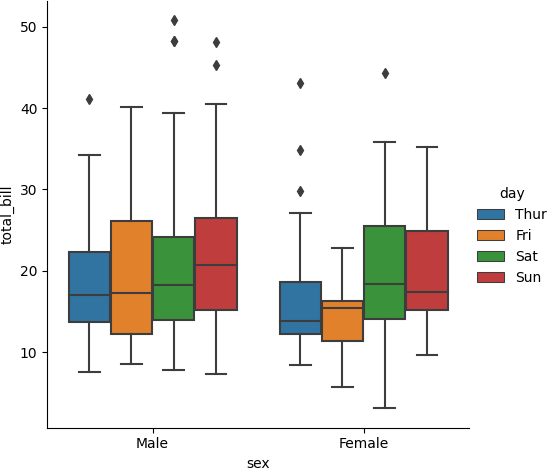 50
40
30
20
10
total_bill
Male
Female
sex
day
Thur
Fri
Sat
Sun